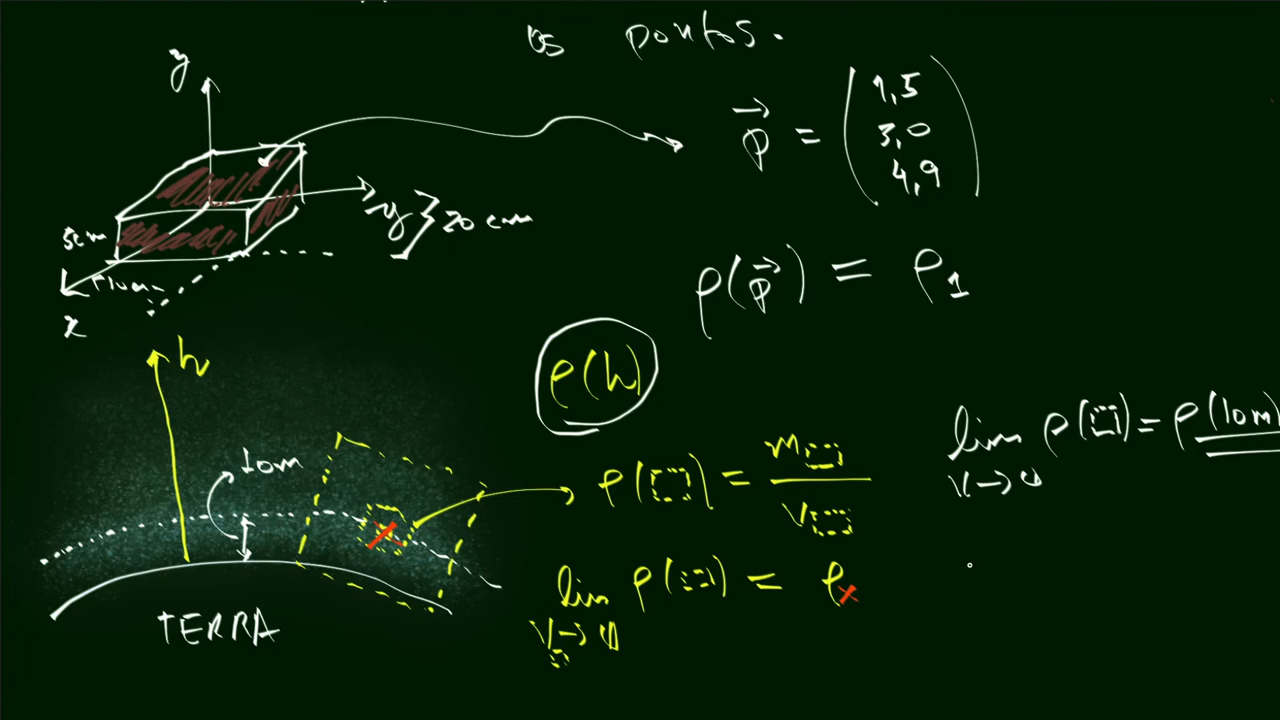 os pontos.
y
p⃗ = (1,5
3,0
4,9)
5cm
y } 20 cm
x
ρ(p⃗) = ρ1
h
ρ(h)
10m
ρ(□) = m□ / V□
lim ρ(□) = ρ(10m)
V→0
lim ρ(□) = ρx
V□→0
TERRA